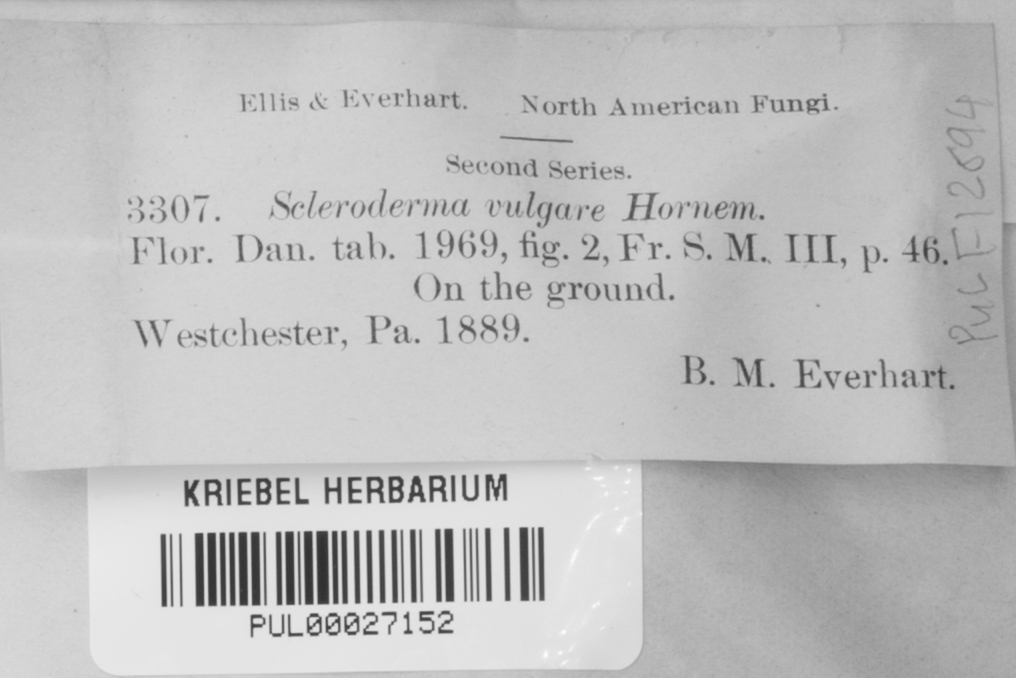 Ellis & Everhart. North American Fungi.
Second Series.
3307. Scleroderma vulgare Hornem.
Flor. Dan. tab. 1969, fig. 2, Fr. S. M. III, p. 46.
On the ground.
Westchester, Pa. 1889.
B. M. Everhart.
PUL F12694
KRIEBEL HERBARIUM
PUL00027152